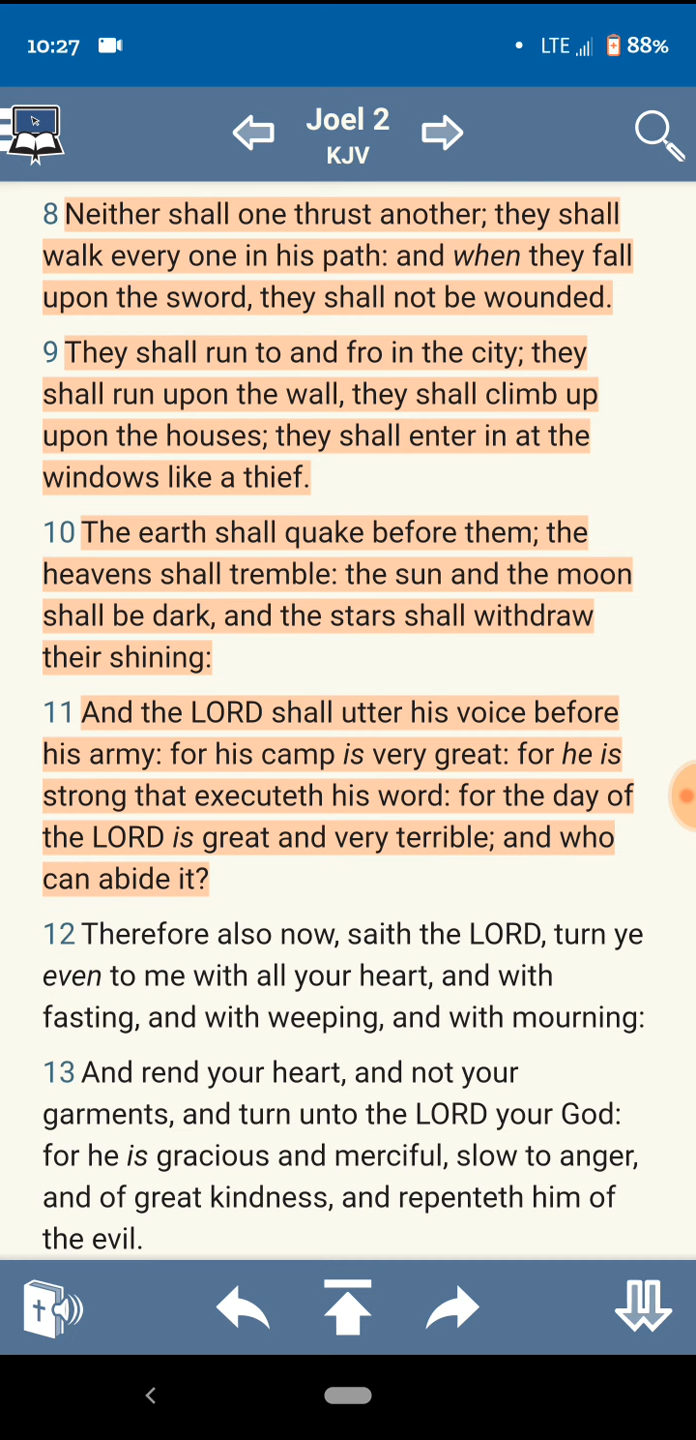 10:27
LTE 88%
Joel 2
KJV
8 Neither shall one thrust another; they shall
walk every one in his path: and when they fall
upon the sword, they shall not be wounded.
9 They shall run to and fro in the city; they
shall run upon the wall, they shall climb up
upon the houses; they shall enter in at the
windows like a thief.
10 The earth shall quake before them; the
heavens shall tremble: the sun and the moon
shall be dark, and the stars shall withdraw
their shining:
11 And the LORD shall utter his voice before
his army: for his camp is very great: for he is
strong that executeth his word: for the day of
the LORD is great and very terrible; and who
can abide it?
12 Therefore also now, saith the LORD, turn ye
even to me with all your heart, and with
fasting, and with weeping, and with mourning:
13 And rend your heart, and not your
garments, and turn unto the LORD your God:
for he is gracious and merciful, slow to anger,
and of great kindness, and repenteth him of
the evil.